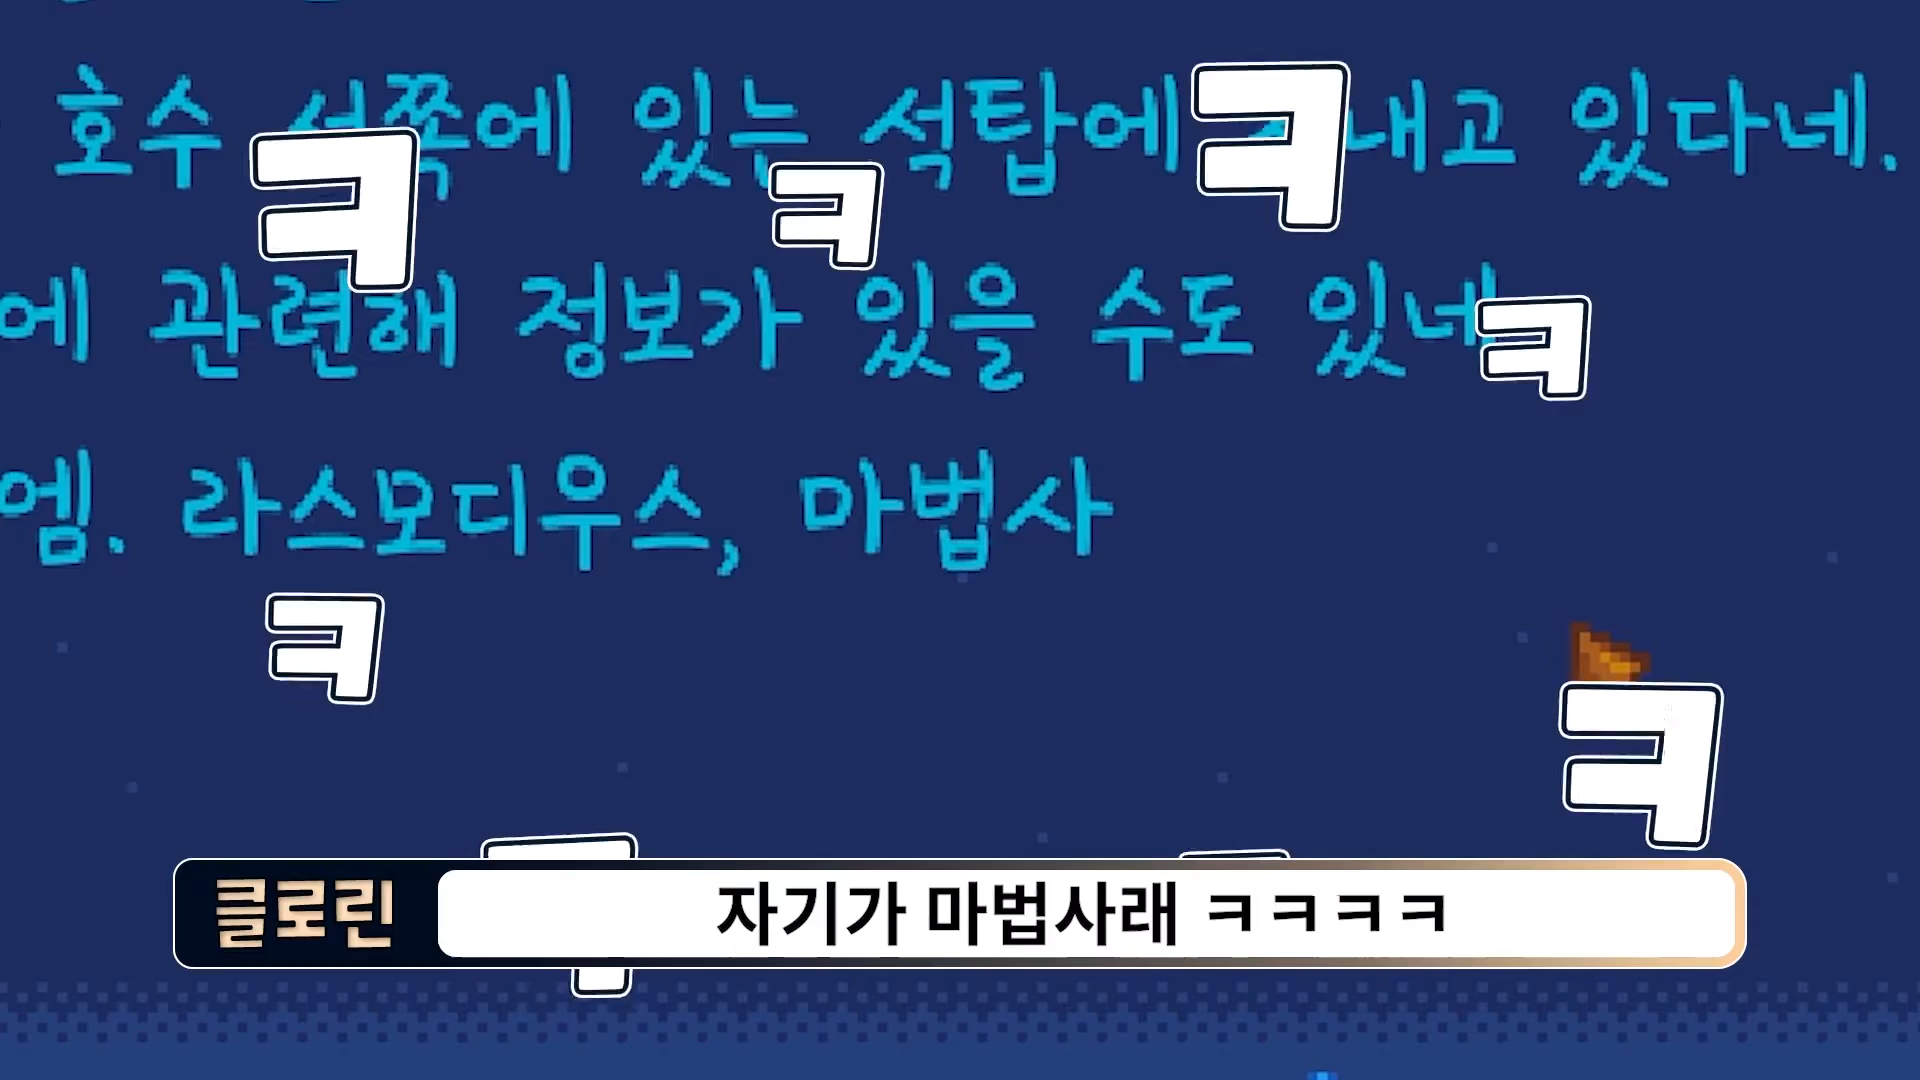 호수 서쪽에 있는 석탑에 지내고 있다네.
에 관련해 정보가 있을 수도 있네
엠. 라스모디우스, 마법사
ㅋ
ㅋ
ㅋ
ㅋ
ㅋ
ㅋ
클로린 자기가 마법사래 ㅋㅋㅋㅋ